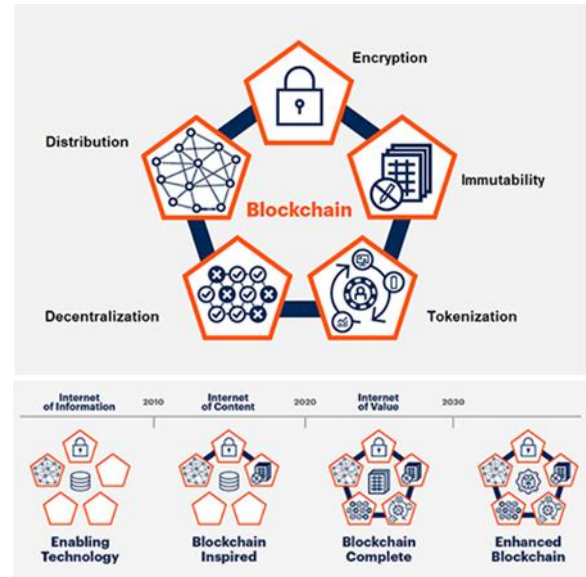 Encryption
Distribution
Immutability
Blockchain
Decentralization
Tokenization
Internet of Information
2010
Internet of Content
2020
Internet of Value
2030
Enabling Technology
Blockchain Inspired
Blockchain Complete
Enhanced Blockchain